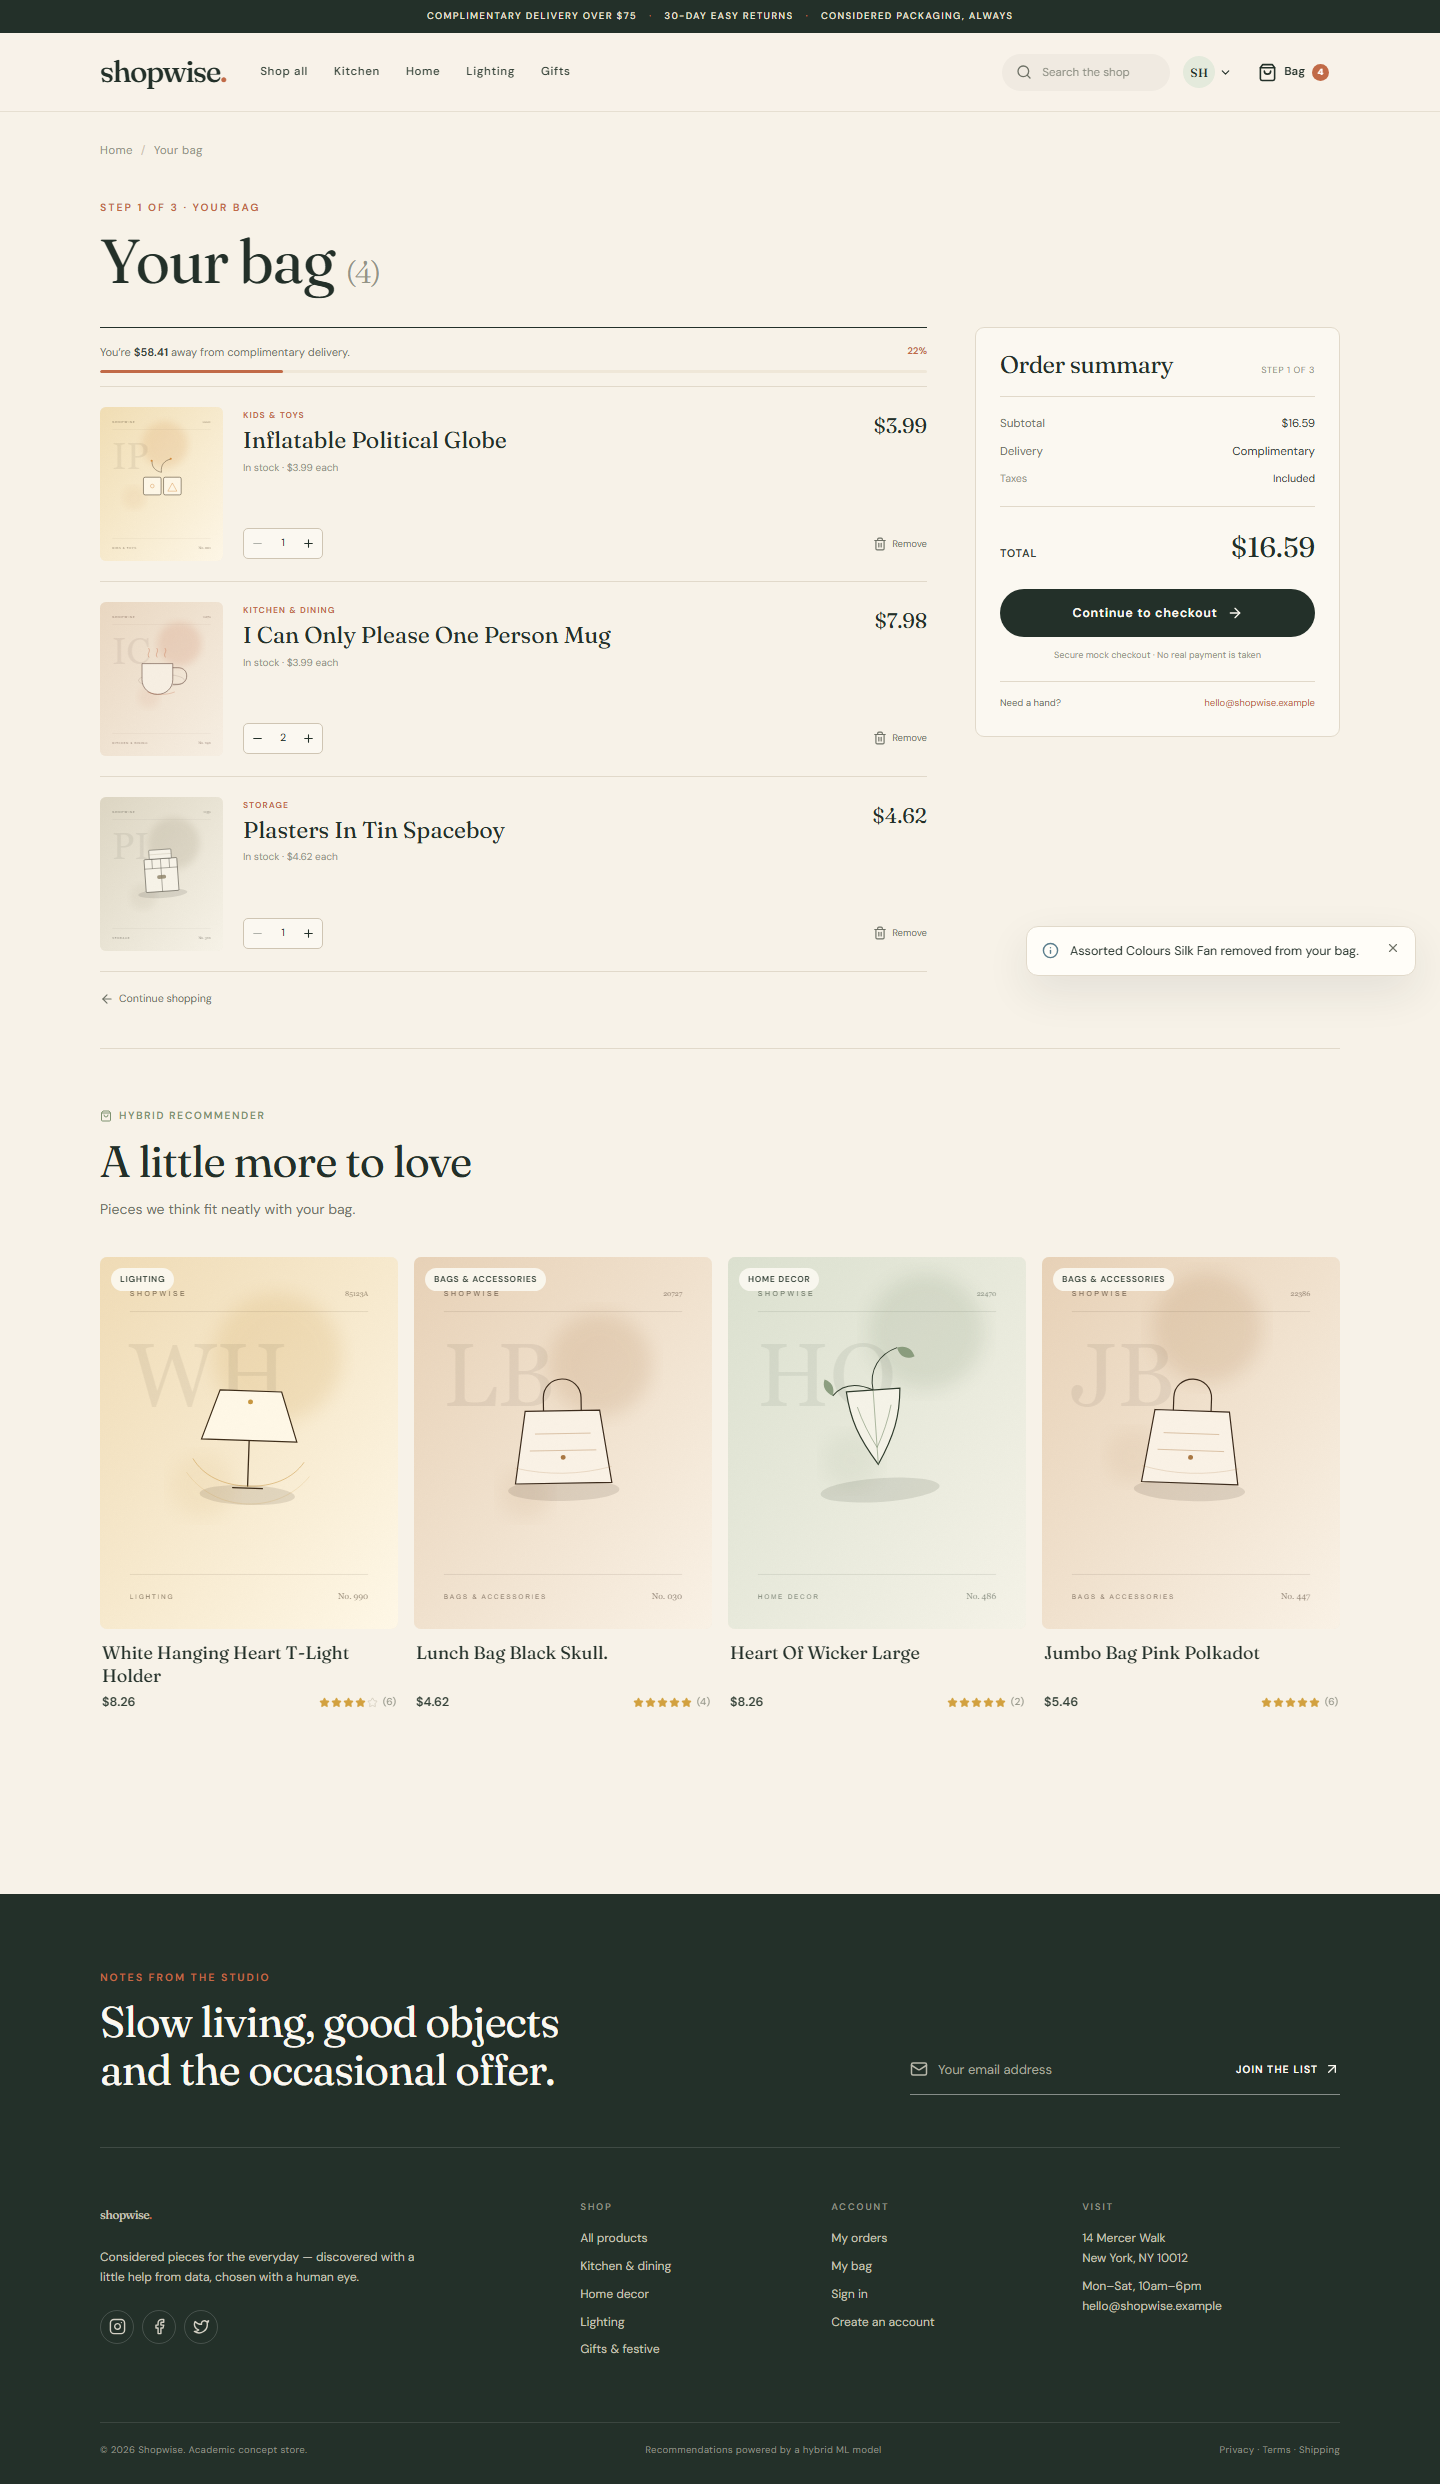 COMPLIMENTARY DELIVERY OVER $75 · 30-DAY EASY RETURNS · CONSIDERED PACKAGING, ALWAYS
shopwise. Shop all Kitchen Home Lighting Gifts Search the shop SH Bag 4
Home / Your bag
STEP 1 OF 3 · YOUR BAG
Your bag (4)
You're $58.41 away from complimentary delivery. 22%
KIDS & TOYS
Inflatable Political Globe $3.99
In stock · $3.99 each
IP
1 Remove
KITCHEN & DINING
I Can Only Please One Person Mug $7.98
In stock · $3.99 each
IC
2 Remove
STORAGE
Plasters In Tin Spaceboy $4.62
In stock · $4.62 each
PI
1 Remove
Continue shopping
Order summary STEP 1 OF 3
Subtotal $16.59
Delivery Complimentary
Taxes Included
TOTAL $16.59
Continue to checkout
Secure mock checkout · No real payment is taken
Need a hand? hello@shopwise.example
Assorted Colours Silk Fan removed from your bag.
HYBRID RECOMMENDER
A little more to love
Pieces we think fit neatly with your bag.
LIGHTING
SHOPWISE 85123A
WH
LIGHTING No. 990
White Hanging Heart T-Light
Holder
$8.26 (6)
BAGS & ACCESSORIES
SHOPWISE 20727
LB
BAGS & ACCESSORIES No. 030
Lunch Bag Black Skull.
$4.62 (4)
HOME DECOR
SHOPWISE 22470
HO
HOME DECOR No. 486
Heart Of Wicker Large
$8.26 (2)
BAGS & ACCESSORIES
SHOPWISE 22386
JB
BAGS & ACCESSORIES No. 447
Jumbo Bag Pink Polkadot
$5.46 (6)
NOTES FROM THE STUDIO
Slow living, good objects
and the occasional offer.
Your email address JOIN THE LIST
shopwise.
Considered pieces for the everyday — discovered with a
little help from data, chosen with a human eye.
SHOP
All products
Kitchen & dining
Home decor
Lighting
Gifts & festive
ACCOUNT
My orders
My bag
Sign in
Create an account
VISIT
14 Mercer Walk
New York, NY 10012
Mon–Sat, 10am–6pm
hello@shopwise.example
© 2026 Shopwise. Academic concept store. Recommendations powered by a hybrid ML model Privacy · Terms · Shipping